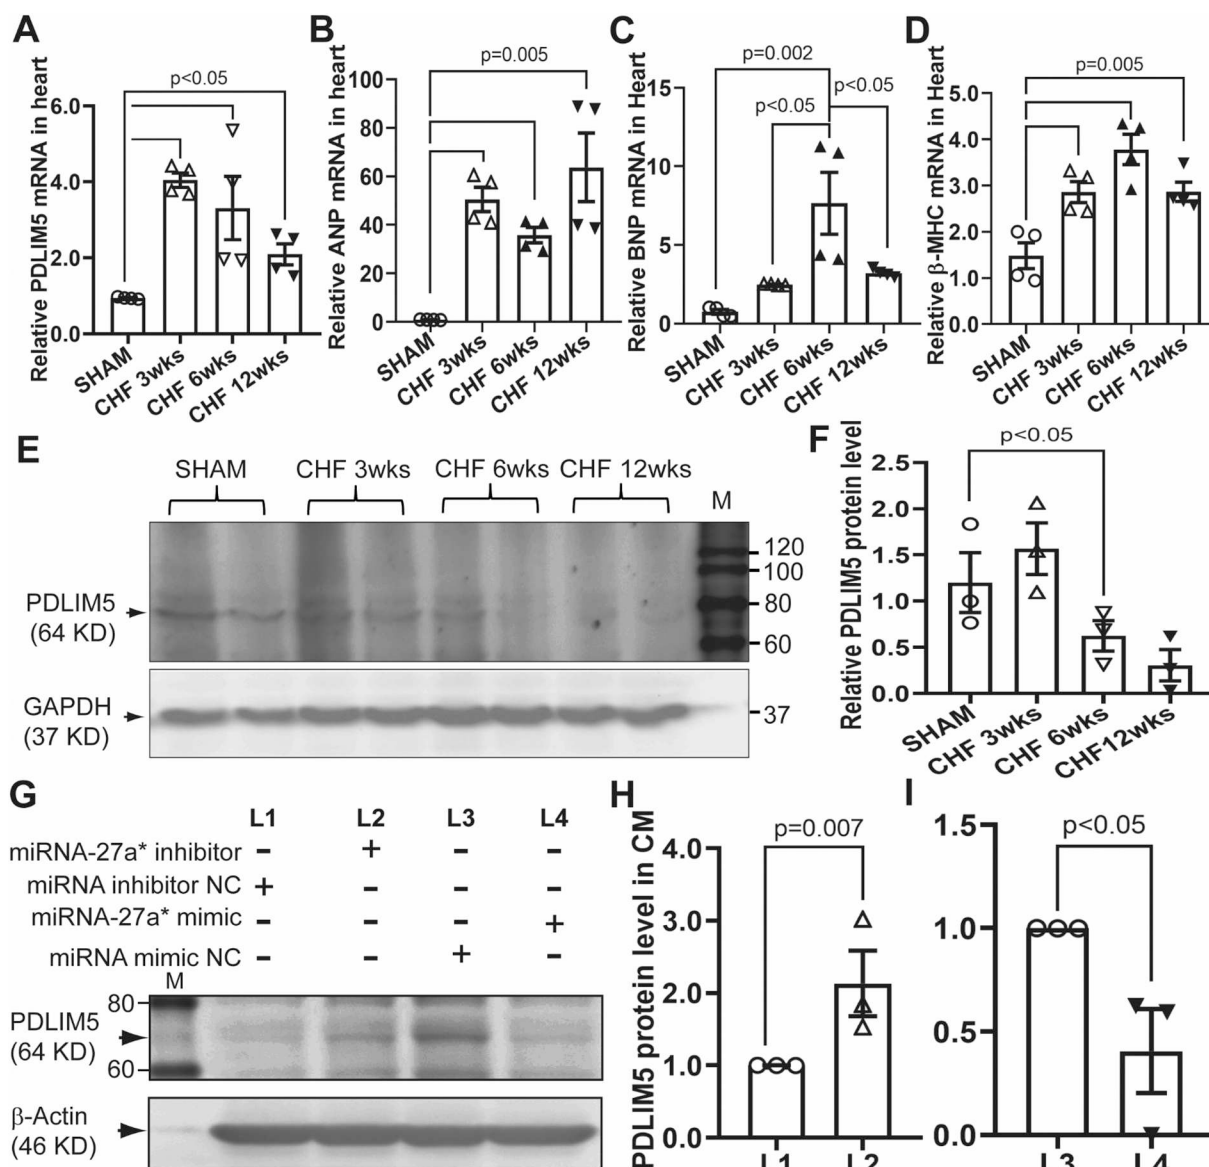 A
Relative PDLIM5 mRNA in heart
p<0.05
6.0
4.0
2.0
0.0
SHAM
CHF 3wks
CHF 6wks
CHF 12wks
B
Relative ANP mRNA in heart
p=0.005
100
80
60
40
20
0
SHAM
CHF 3wks
CHF 6wks
CHF 12wks
C
Relative BNP mRNA in Heart
p=0.002
p<0.05
p<0.05
15
10
5
0
SHAM
CHF 3wks
CHF 6wks
CHF 12wks
D
Relative β-MHC mRNA in Heart
p=0.005
5.0
4.0
3.0
2.0
1.0
0.0
SHAM
CHF 3wks
CHF 6wks
CHF 12wks
E
SHAM CHF 3wks CHF 6wks CHF 12wks
M
PDLIM5
(64 KD)
120
100
80
60
GAPDH
(37 KD)
37
F
Relative PDLIM5 protein level
p<0.05
2.5
2.0
1.5
1.0
0.5
0.0
SHAM
CHF 3wks
CHF 6wks
CHF12wks
G
L1 L2 L3 L4
miRNA-27a* inhibitor - + - -
miRNA inhibitor NC + - - -
miRNA-27a* mimic - - - +
miRNA mimic NC - - + -
M
PDLIM5
(64 KD)
80
60
β-Actin
(46 KD)
H
PDLIM5 protein level in CM
p=0.007
4.0
3.0
2.0
1.0
0.0
L1 L2
I
p<0.05
1.5
1.0
0.5
0.0
L3 L4